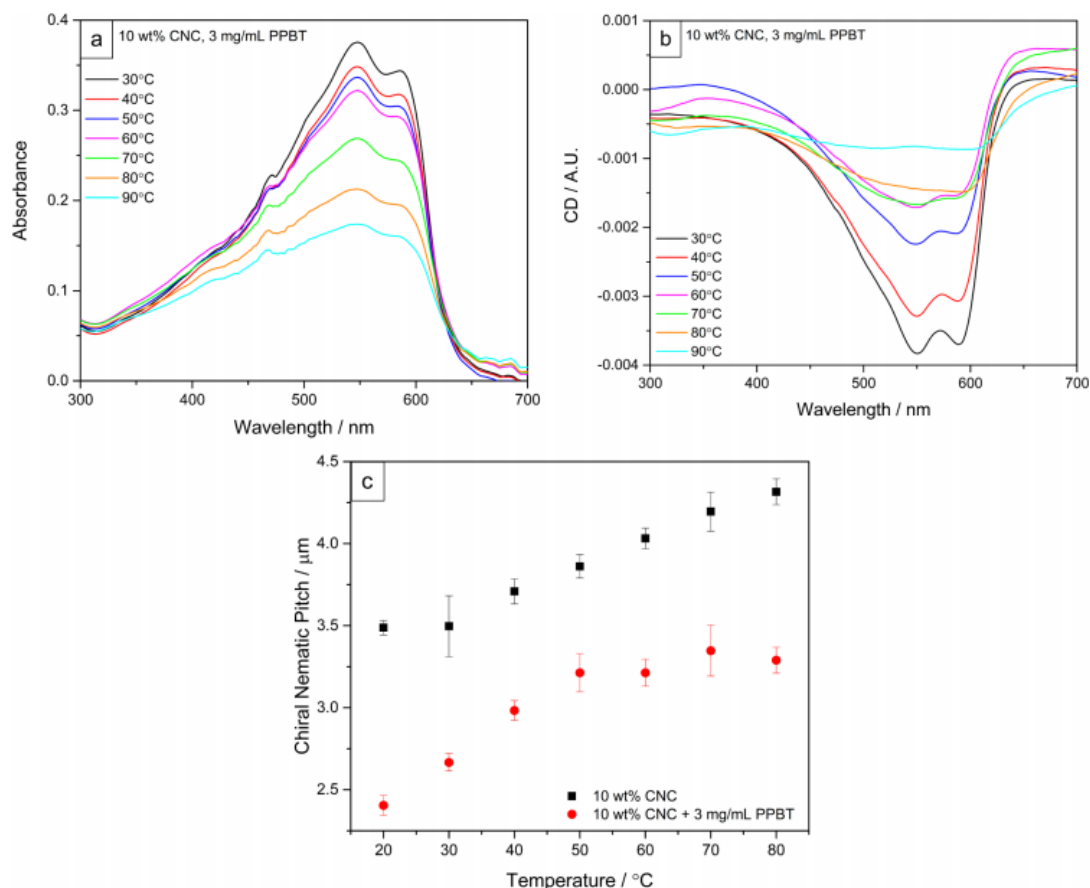 a
10 wt% CNC, 3 mg/mL PPBT
30°C
40°C
50°C
60°C
70°C
80°C
90°C
0.4
0.3
0.2
0.1
0.0
Absorbance
300
400
500
600
700
Wavelength / nm
b
10 wt% CNC, 3 mg/mL PPBT
0.001
0.000
-0.001
-0.002
-0.003
-0.004
CD / A.U.
30°C
40°C
50°C
60°C
70°C
80°C
90°C
300
400
500
600
700
Wavelength / nm
c
4.5
4.0
3.5
3.0
2.5
Chiral Nematic Pitch / μm
10 wt% CNC
10 wt% CNC + 3 mg/mL PPBT
20
30
40
50
60
70
80
Temperature / °C